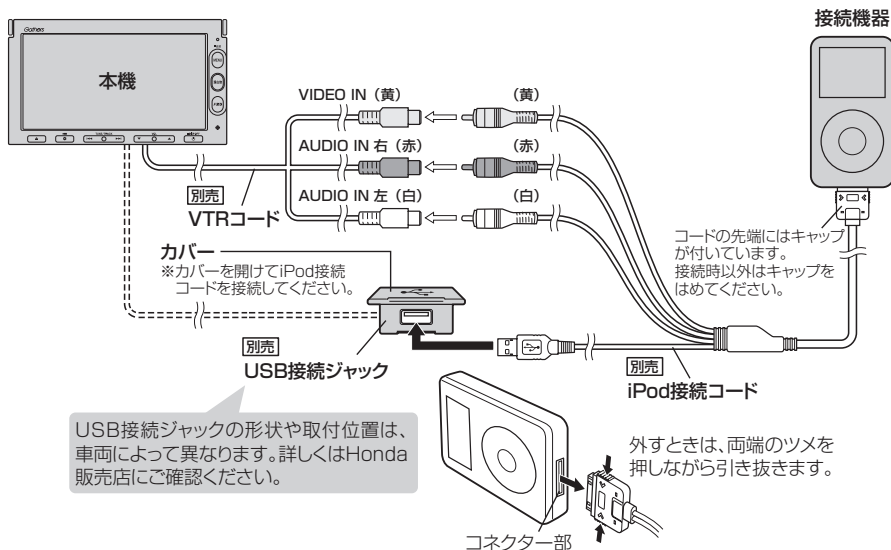 接続機器
Gathers
本機
VIDEO IN（黄）
（黄）
AUDIO IN 右（赤）
（赤）
AUDIO IN 左（白）
（白）
別売
VTRコード
コードの先端にはキャップ
が付いています。
接続時以外はキャップを
はめてください。
カバー
※カバーを開けてiPod接続
コードを接続してください。
別売
USB接続ジャック
別売
iPod接続コード
USB接続ジャックの形状や取付位置は、
車両によって異なります。詳しくはHonda
販売店にご確認ください。
外すときは、両端のツメを
押しながら引き抜きます。
コネクター部